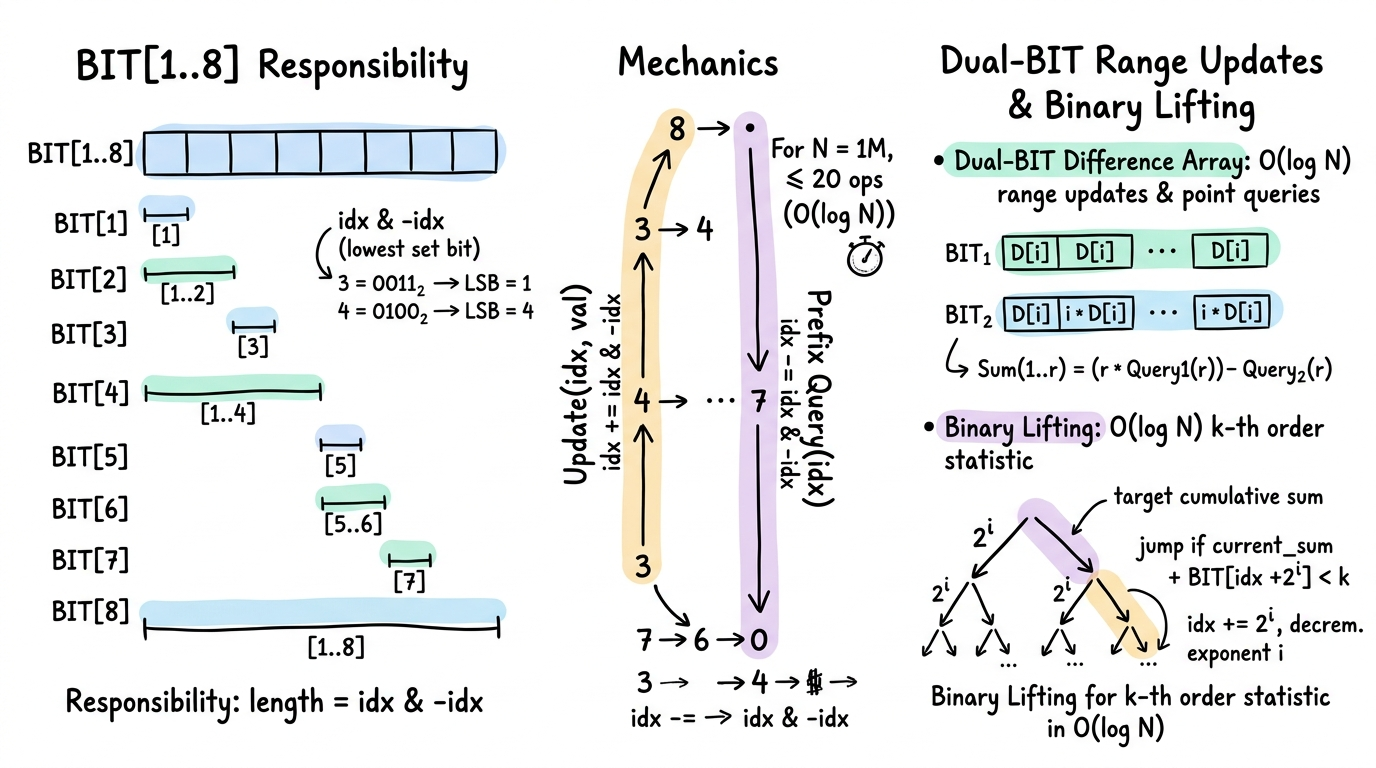 BIT[1..8] Responsibility
BIT[1..8]
BIT[1]
[1]
BIT[2]
[1..2]
BIT[3]
[3]
BIT[4]
[1..4]
BIT[5]
[5]
BIT[6]
[5..6]
BIT[7]
[7]
BIT[8]
[1..8]
idx & -idx
(lowest set bit)
3 = 0011₂ → LSB = 1
4 = 0100₂ → LSB = 4
Responsibility: length = idx & -idx
Mechanics
8 → •
3 → 4
4 → ··· 7
3
7 → 6 → 0
3 → → 4 → →
idx -= → idx & -idx
Update(idx, val)
idx += idx & -idx
Prefix Query(idx)
idx -= idx & -idx
For N = 1M,
≤ 20 ops
(O(log N))
Dual-BIT Range Updates
& Binary Lifting
• Dual-BIT Difference Array: O(log N)
range updates & point queries
BIT₁ D[i] D[i] ··· D[i]
BIT₂ D[i] i * D[i] ··· i * D[i]
Sum(1..r) = (r * Query1(r)) - Query₂(r)
• Binary Lifting: O(log N) k-th order
statistic
target cumulative sum
2ⁱ
2ⁱ
2ⁱ
jump if current_sum
+ BIT[idx +2ⁱ] < k
idx += 2ⁱ, decrem.
exponent i
... ... ...
Binary Lifting for k-th order statistic
in O(log N)